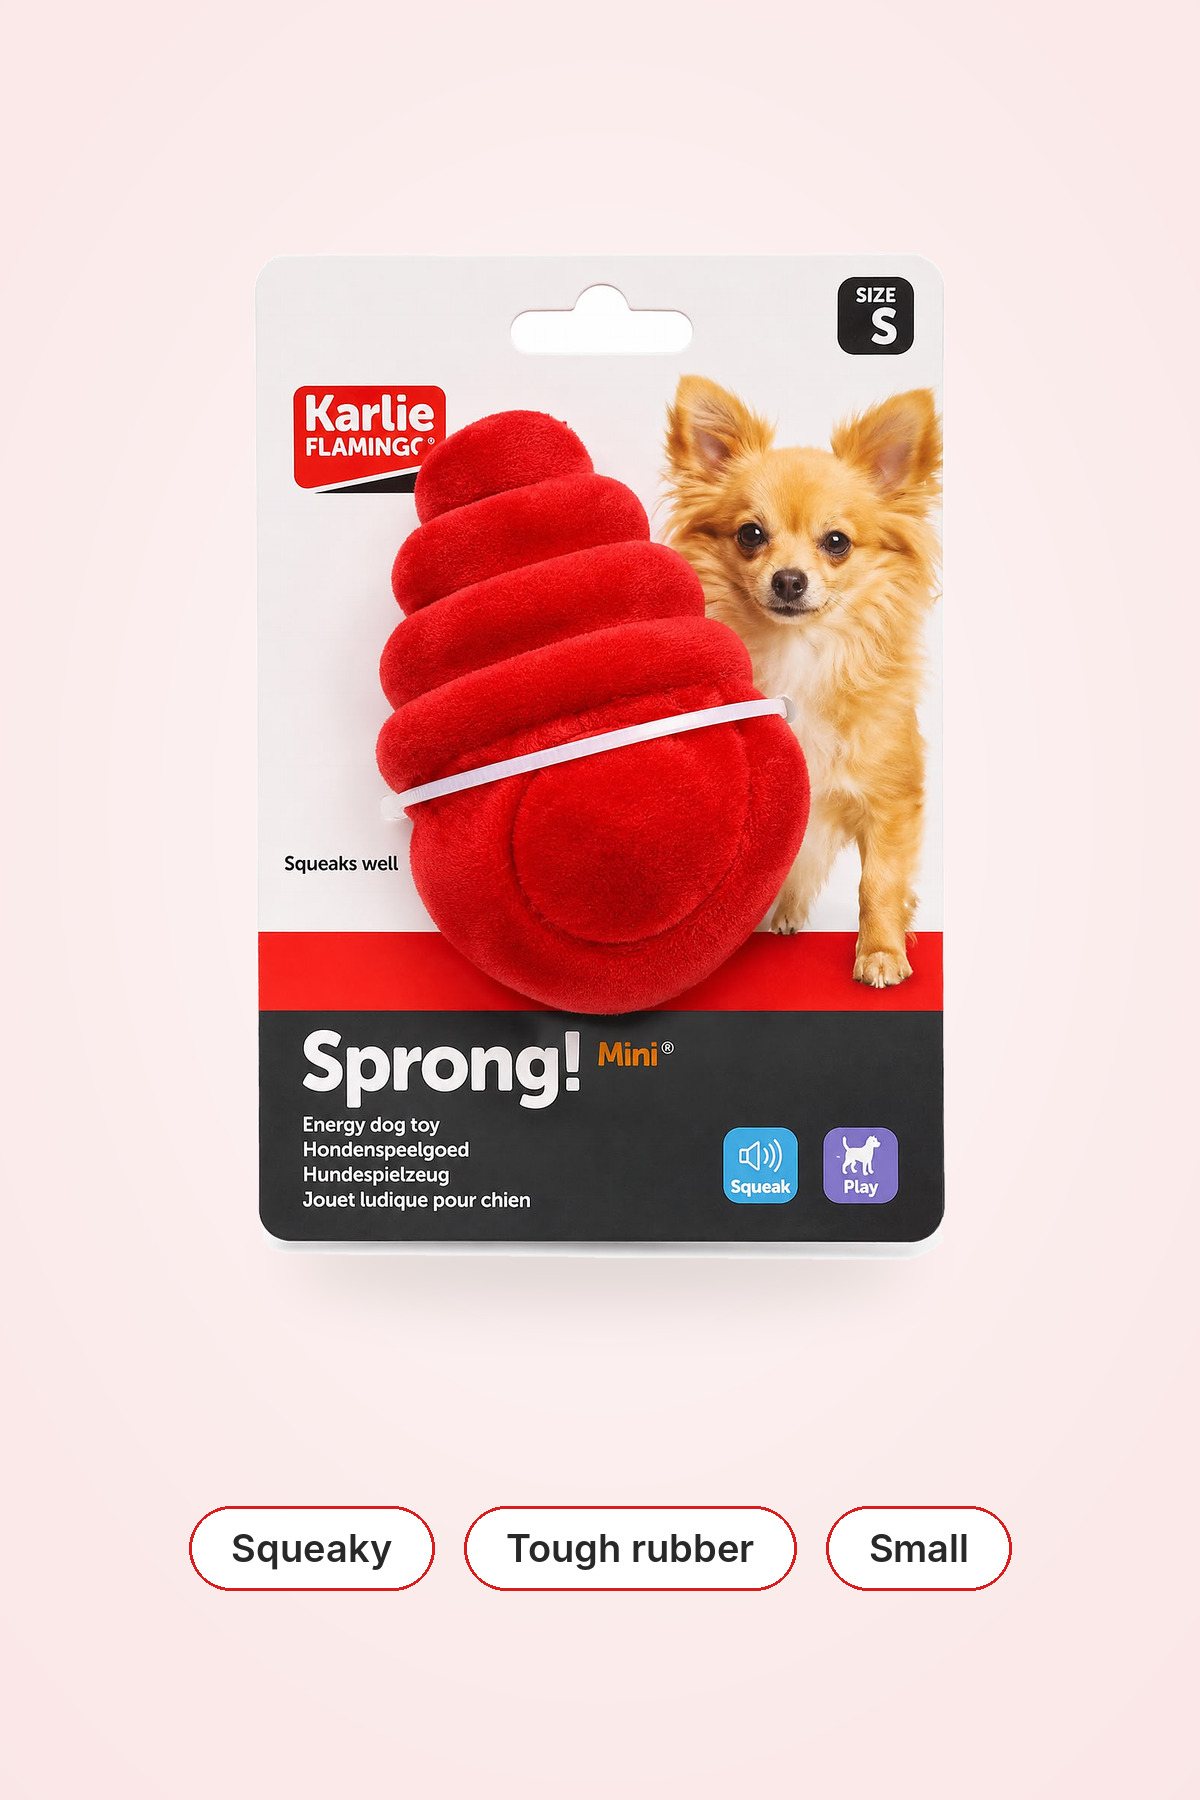 SIZE
S
Karlie
FLAMINGO®
Squeaks well
Sprong! Mini®
Energy dog toy
Hondenspeelgoed
Hundespielzeug
Jouet ludique pour chien
Squeak
Play
Squeaky
Tough rubber
Small